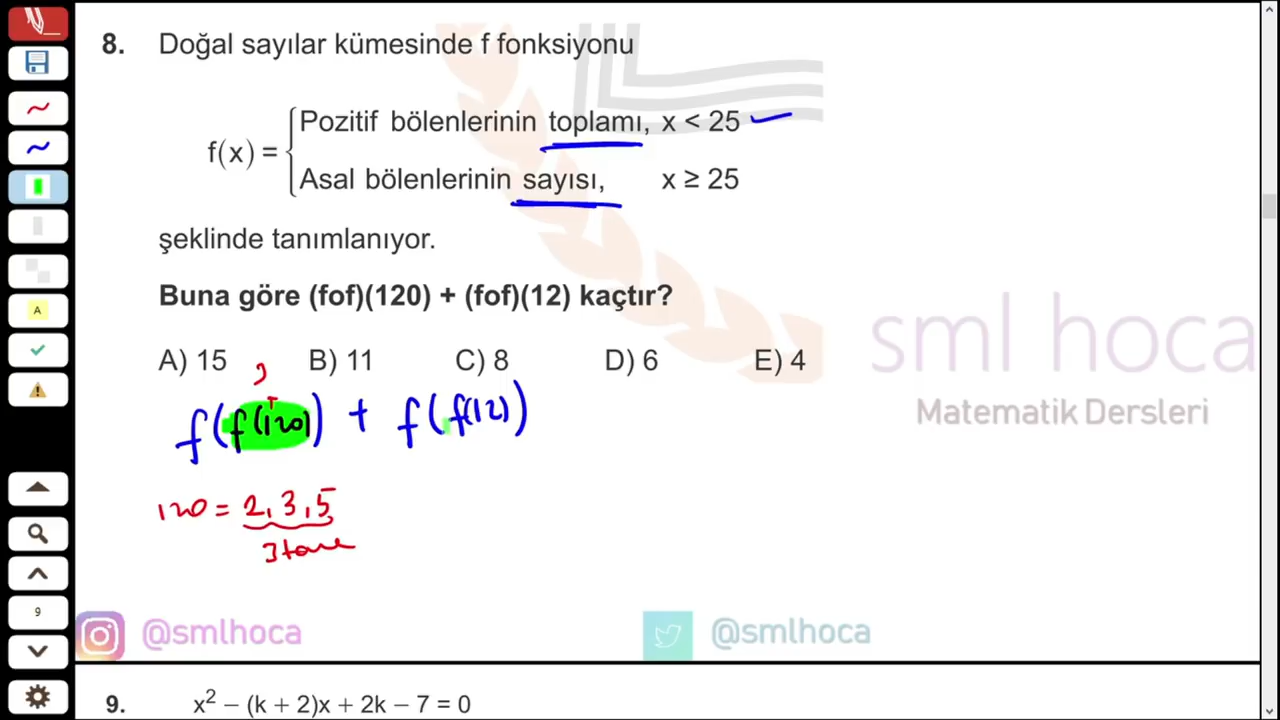 8. Doğal sayılar kümesinde f fonksiyonu
Pozitif bölenlerinin toplamı, x < 25
f(x) =
Asal bölenlerinin sayısı, x ≥ 25
şeklinde tanımlanıyor.
Buna göre (fof)(120) + (fof)(12) kaçtır?
A) 15 B) 11 C) 8 D) 6 E) 4
sml hoca
Matematik Dersleri
f(f(120)) + f(f(12))
120 = 2, 3, 5
3 tane
@smlhoca @smlhoca
A
9
9. x² − (k + 2)x + 2k − 7 = 0